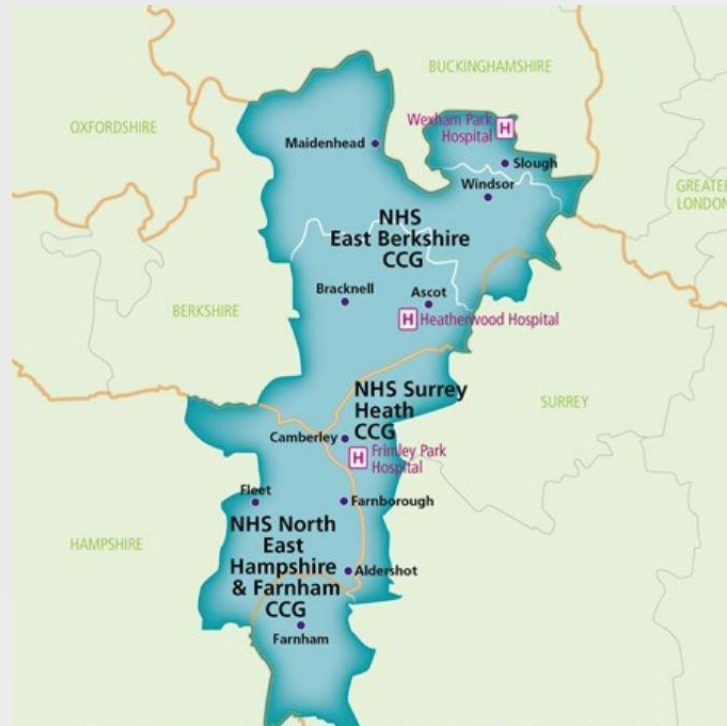 BUCKINGHAMSHIRE
OXFORDSHIRE
Wexham Park
Hospital
H
Maidenhead
Slough
Windsor
GREATER
LONDON
NHS
East Berkshire
CCG
Bracknell
Ascot
BERKSHIRE
H
Heatherwood Hospital
NHS Surrey
Heath
CCG
SURREY
Camberley
H
Frimley Park
Hospital
Fleet
Farnborough
NHS North
East
Hampshire
& Farnham
CCG
HAMPSHIRE
Aldershot
Farnham